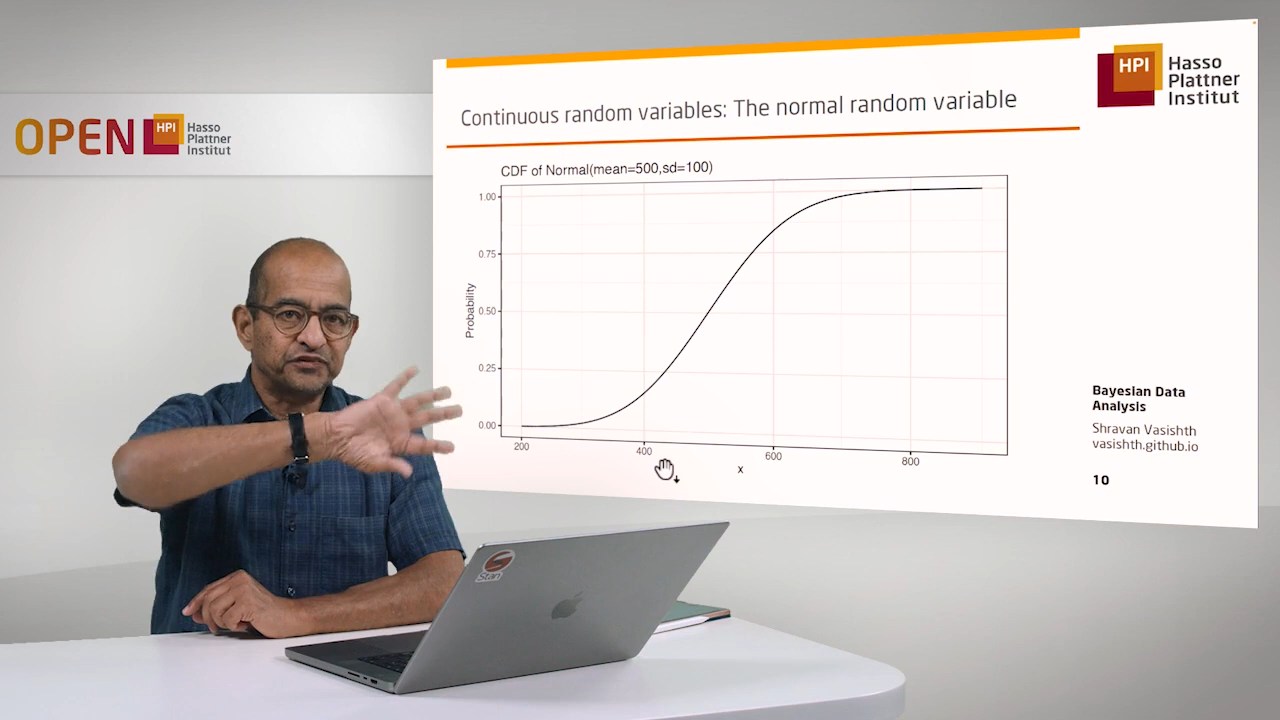 OPEN
HPI
Hasso
Plattner
Institut
HPI
Hasso
Plattner
Institut
Continuous random variables: The normal random variable
CDF of Normal(mean=500,sd=100)
1.00
0.75
0.50
0.25
0.00
Probability
200
400
600
800
x
Bayesian Data
Analysis
Shravan Vasishth
vasishth.github.io
10
Stan